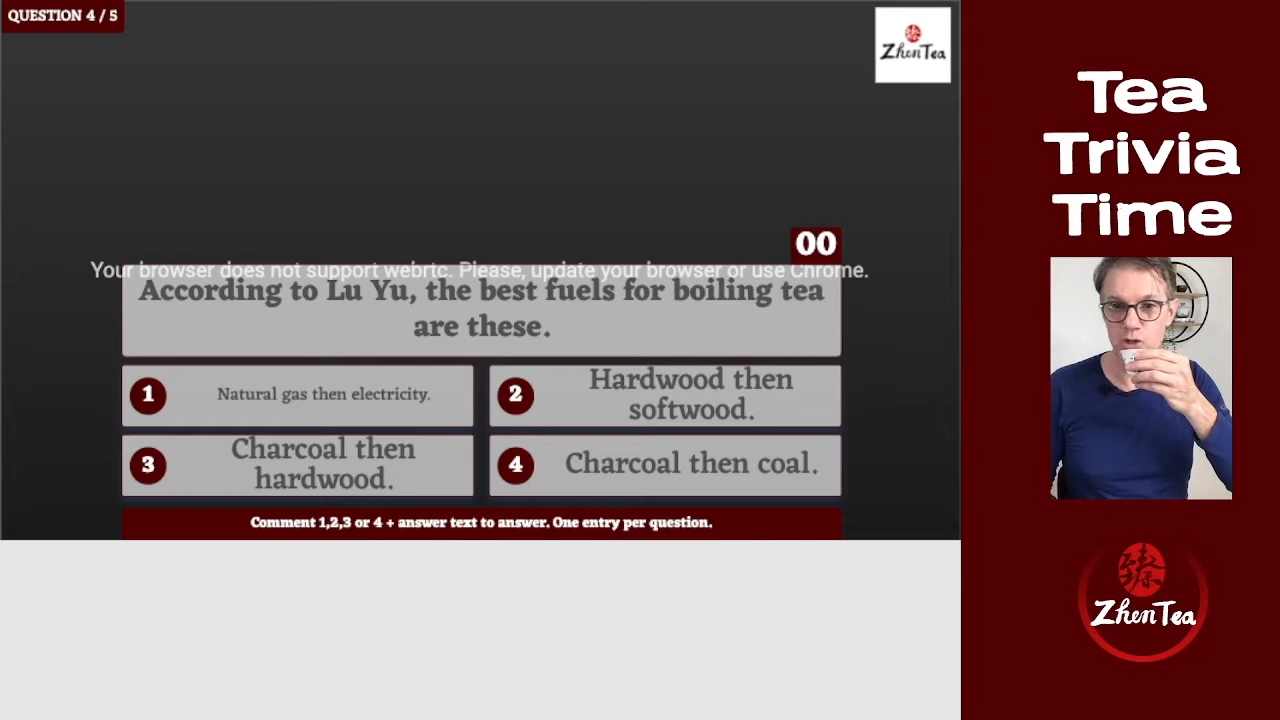 QUESTION 4 / 5
臻
ZhenTea
00
Your browser does not support webrtc. Please, update your browser or use Chrome.
According to Lu Yu, the best fuels for boiling tea
are these.
1
Natural gas then electricity.
2
Hardwood then
softwood.
3
Charcoal then
hardwood.
4
Charcoal then coal.
Comment 1,2,3 or 4 + answer text to answer. One entry per question.
Tea
Trivia
Time
臻
ZhenTea